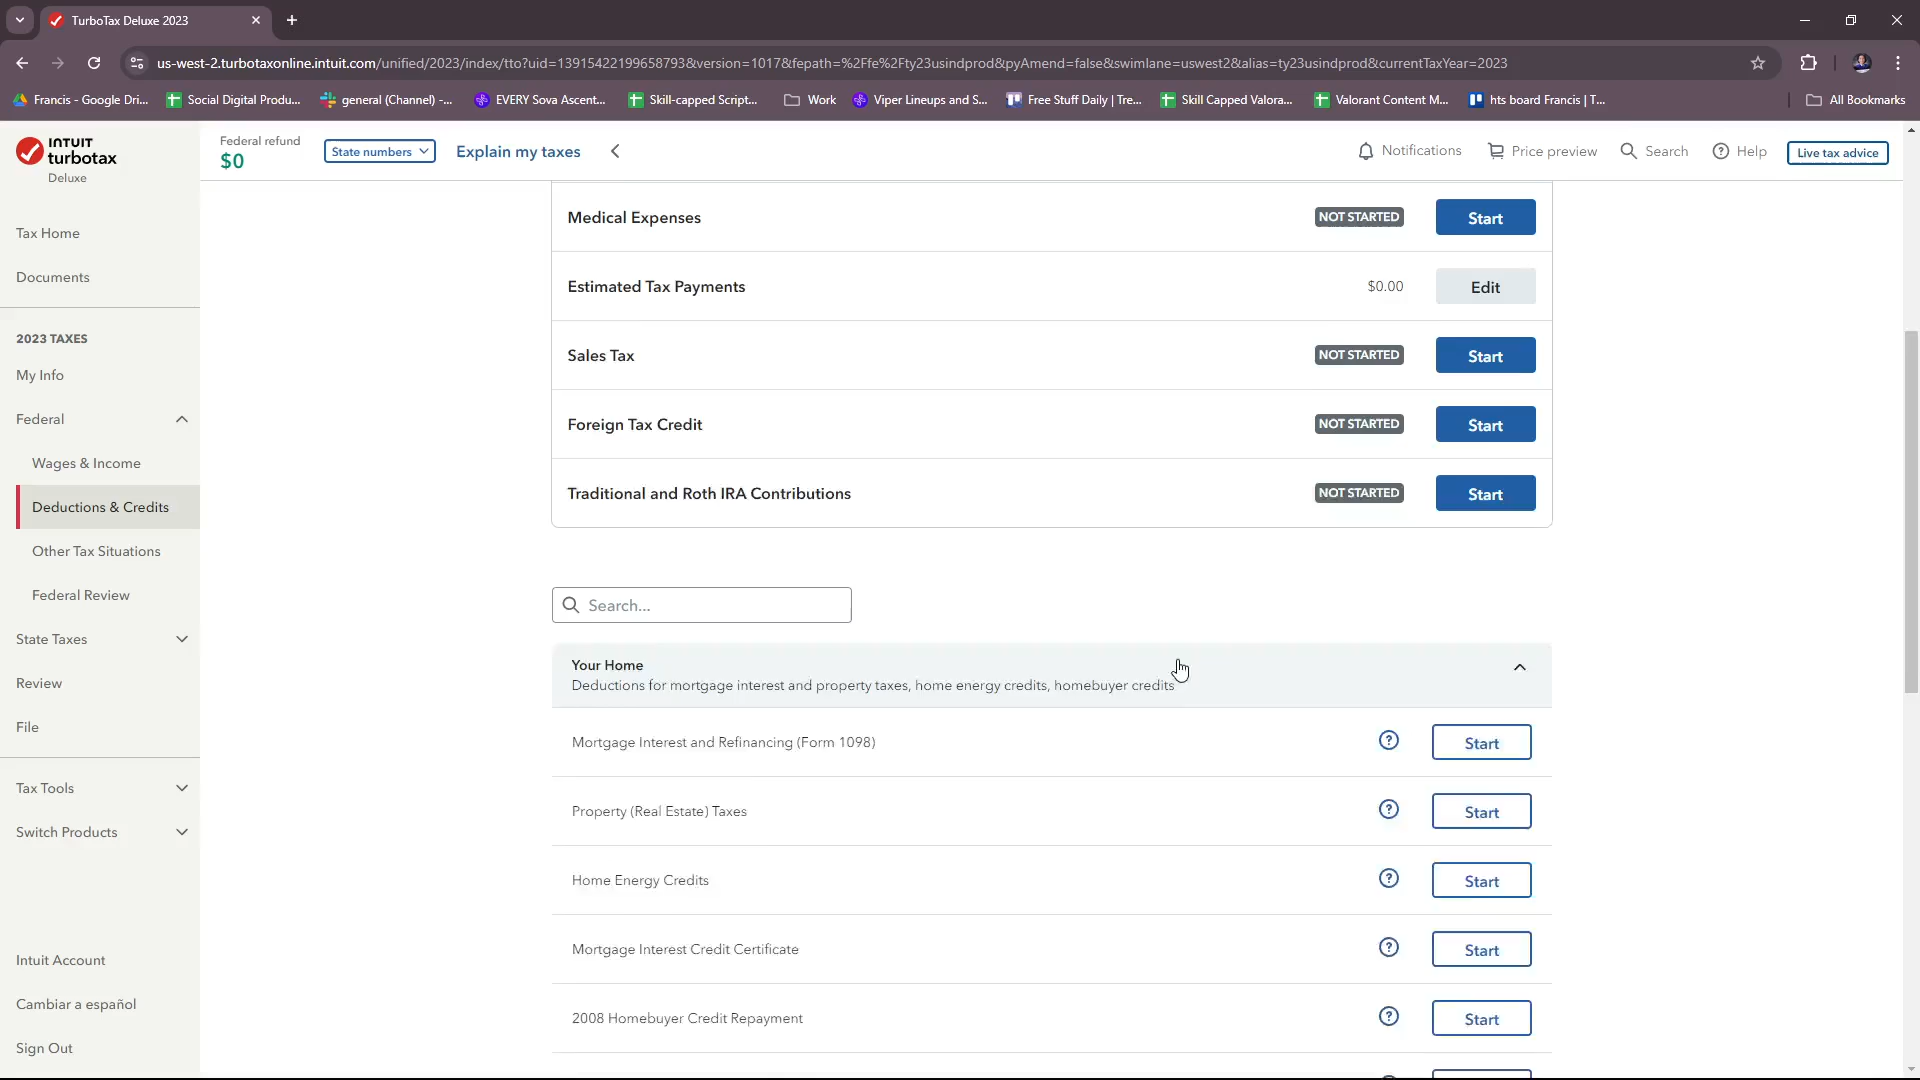 TurboTax Deluxe 2023
us-west-2.turbotaxonline.intuit.com/unified/2023/index/tto?uid=13915422199658793&version=1017&fepath=%2Ffe%2Fty23usindprod&pyAmend=false&swimlane=uswest2&alias=ty23usindprod&currentTaxYear=2023
Francis - Google Dri...
Social Digital Produ...
general (Channel) -...
EVERY Sova Ascent...
Skill-capped Script...
Work
Viper Lineups and S...
Free Stuff Daily | Tre...
Skill Capped Valora...
Valorant Content M...
hts board Francis | T...
All Bookmarks
INTUIT
turbotax
Deluxe
Federal refund
$0
State numbers
Explain my taxes
Notifications
Price preview
Search
Help
Live tax advice
Tax Home
Documents
2023 TAXES
My Info
Federal
Wages & Income
Deductions & Credits
Other Tax Situations
Federal Review
State Taxes
Review
File
Tax Tools
Switch Products
Intuit Account
Cambiar a español
Sign Out
Medical Expenses NOT STARTED Start
Estimated Tax Payments $0.00 Edit
Sales Tax NOT STARTED Start
Foreign Tax Credit NOT STARTED Start
Traditional and Roth IRA Contributions NOT STARTED Start
Search...
Your Home
Deductions for mortgage interest and property taxes, home energy credits, homebuyer credits
Mortgage Interest and Refinancing (Form 1098) ? Start
Property (Real Estate) Taxes ? Start
Home Energy Credits ? Start
Mortgage Interest Credit Certificate ? Start
2008 Homebuyer Credit Repayment ? Start